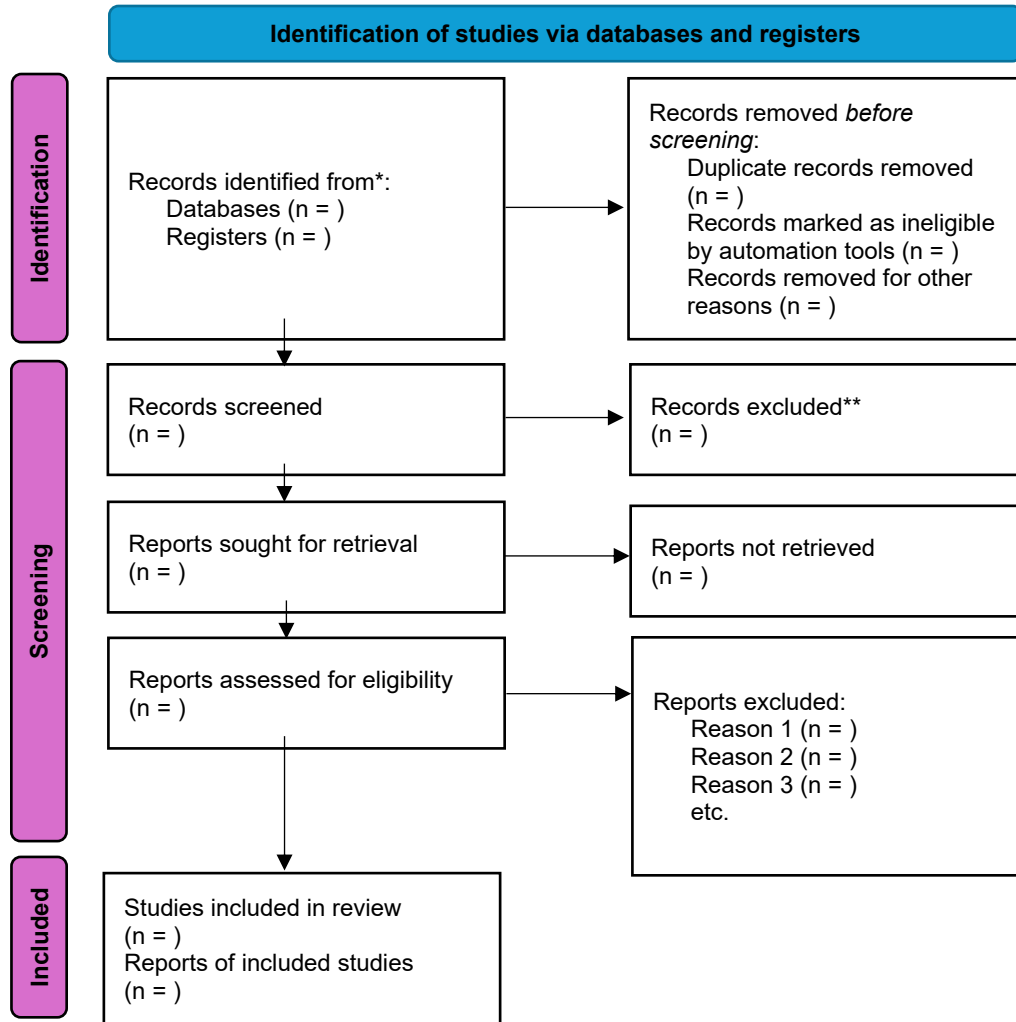 Identification of studies via databases and registers
Identification
Records identified from*:
Databases (n = )
Registers (n = )
Records removed before
screening:
Duplicate records removed
(n = )
Records marked as ineligible
by automation tools (n = )
Records removed for other
reasons (n = )
Screening
Records screened
(n = )
Records excluded**
(n = )
Reports sought for retrieval
(n = )
Reports not retrieved
(n = )
Reports assessed for eligibility
(n = )
Reports excluded:
Reason 1 (n = )
Reason 2 (n = )
Reason 3 (n = )
etc.
Included
Studies included in review
(n = )
Reports of included studies
(n = )